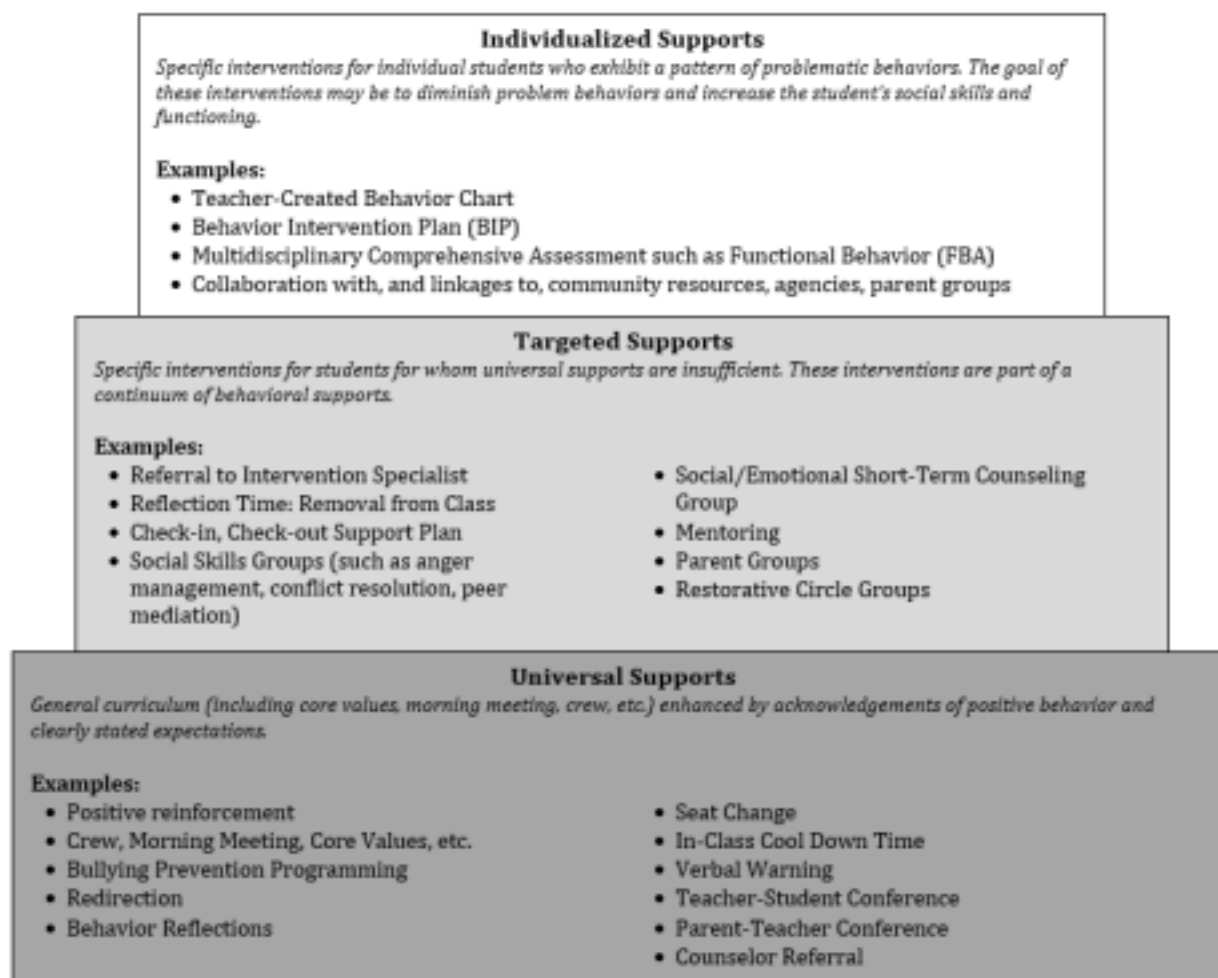 Individualized Supports
Specific interventions for individual students who exhibit a pattern of problematic behaviors. The goal of
these interventions may be to diminish problem behaviors and increase the student's social skills and
functioning.
Examples:
• Teacher-Created Behavior Chart
• Behavior Intervention Plan (BIP)
• Multidisciplinary Comprehensive Assessment such as Functional Behavior (FBA)
• Collaboration with, and linkages to, community resources, agencies, parent groups
Targeted Supports
Specific interventions for students for whom universal supports are insufficient. These interventions are part of a
continuum of behavioral supports.
Examples:
• Referral to Intervention Specialist
• Reflection Time: Removal from Class
• Check-in, Check-out Support Plan
• Social Skills Groups (such as anger
management, conflict resolution, peer
mediation)
• Social/Emotional Short-Term Counseling
Group
• Mentoring
• Parent Groups
• Restorative Circle Groups
Universal Supports
General curriculum (including core values, morning meeting, crew, etc.) enhanced by acknowledgements of positive behavior and
clearly stated expectations.
Examples:
• Positive reinforcement
• Crew, Morning Meeting, Core Values, etc.
• Bullying Prevention Programming
• Redirection
• Behavior Reflections
• Seat Change
• In-Class Cool Down Time
• Verbal Warning
• Teacher-Student Conference
• Parent-Teacher Conference
• Counselor Referral